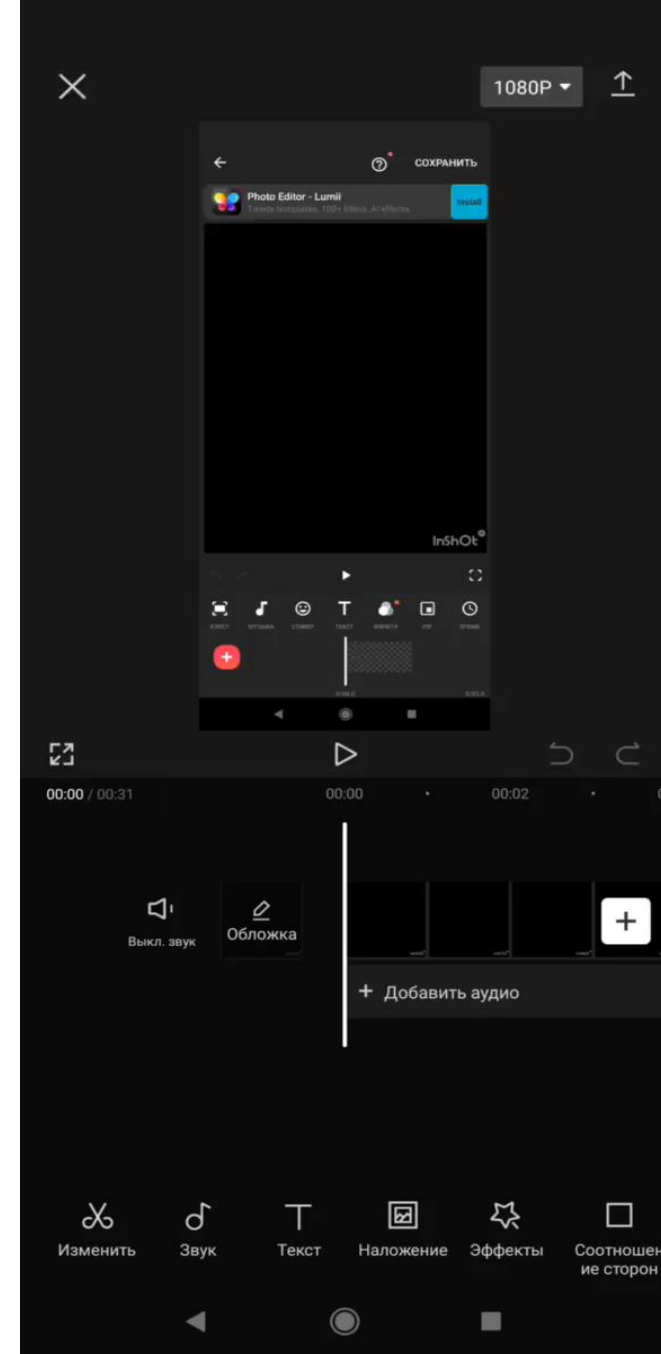 1080P
СОХРАНИТЬ
Photo Editor - Lumii
Install
InShOt
ТЕКСТ
00:00 / 00:31
00:00
00:02
Выкл. звук
Обложка
+ Добавить аудио
Изменить
Звук
Текст
Наложение
Эффекты
Соотношен
ие сторон